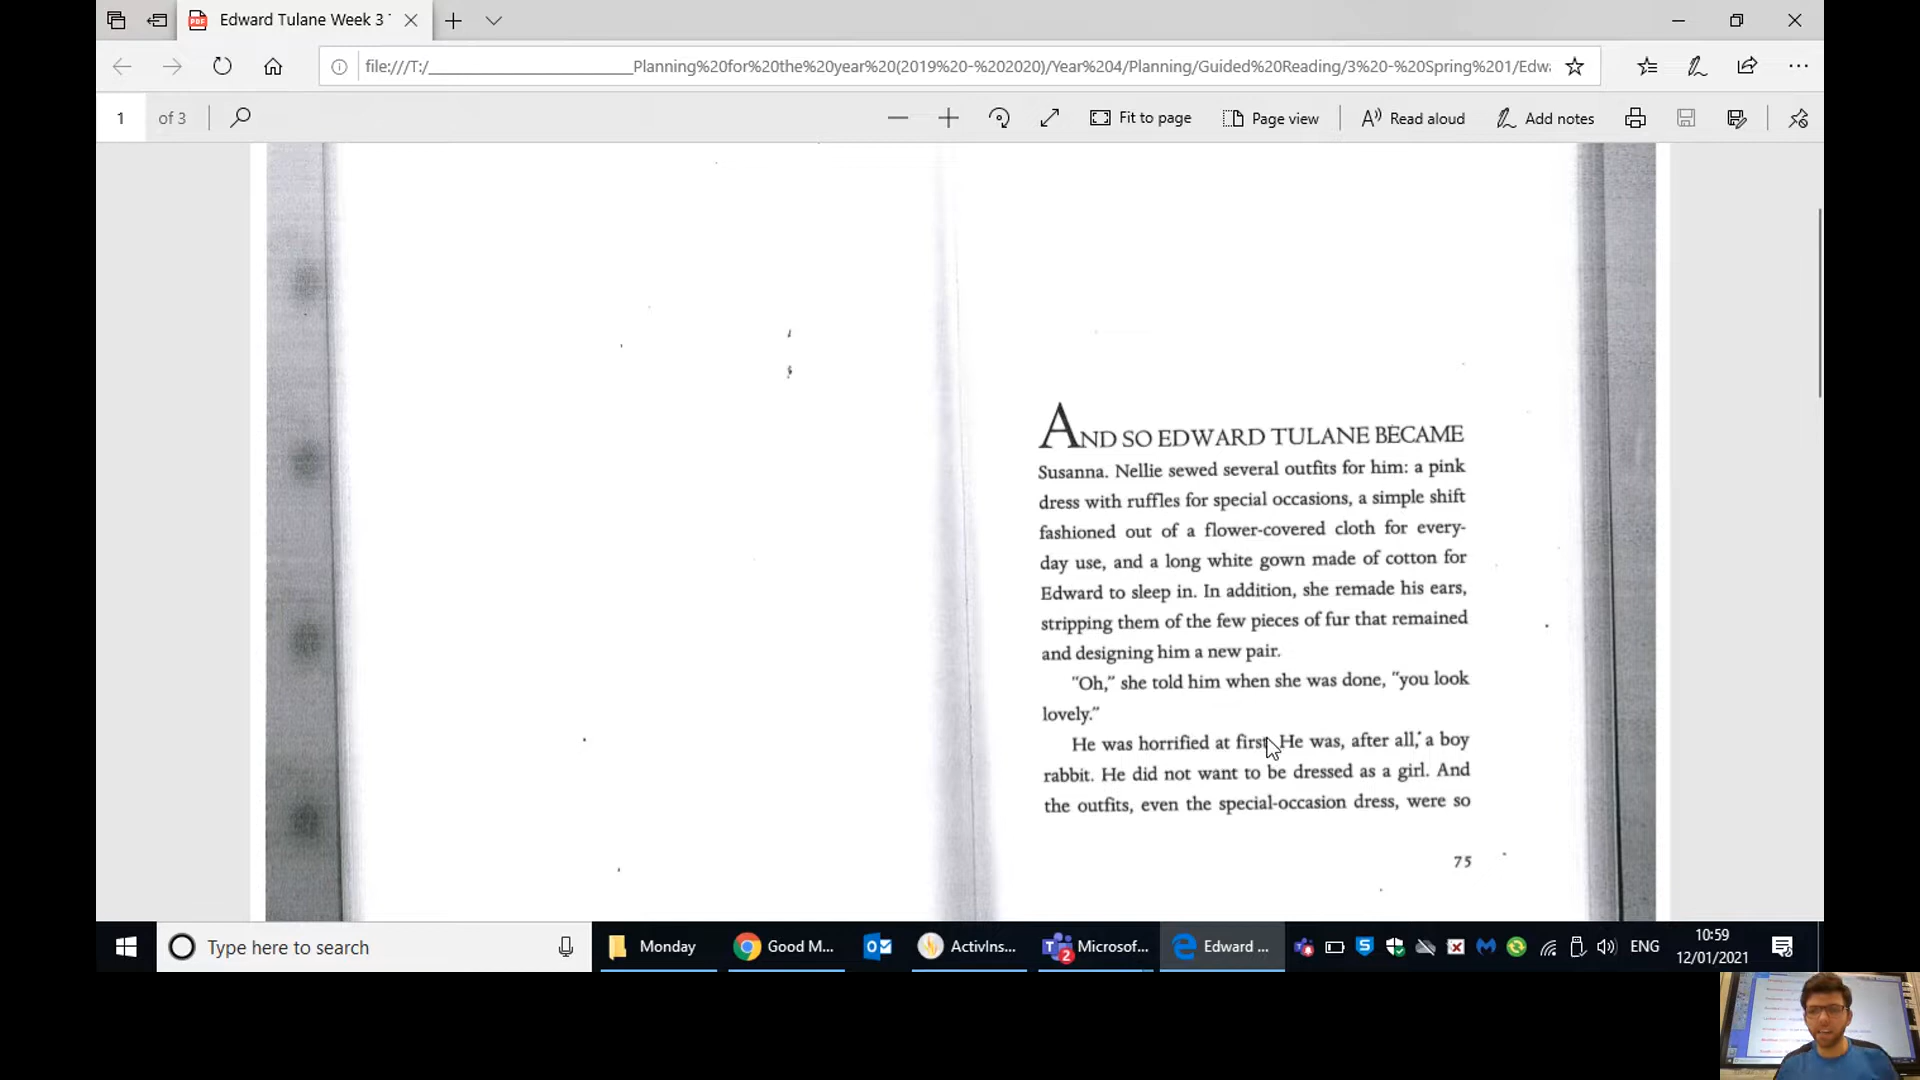 Edward Tulane Week 3
file:///T:/______________________Planning%20for%20the%20year%20(2019%20-%202020)/Year%204/Planning/Guided%20Reading/3%20-%20Spring%201/Edwa
1 of 3
Fit to page
Page view
Read aloud
Add notes
AND SO EDWARD TULANE BECAME
Susanna. Nellie sewed several outfits for him: a pink
dress with ruffles for special occasions, a simple shift
fashioned out of a flower-covered cloth for every-
day use, and a long white gown made of cotton for
Edward to sleep in. In addition, she remade his ears,
stripping them of the few pieces of fur that remained
and designing him a new pair.
"Oh," she told him when she was done, "you look
lovely."
He was horrified at first. He was, after all, a boy
rabbit. He did not want to be dressed as a girl. And
the outfits, even the special-occasion dress, were so
75
Type here to search
Monday
Good M...
ActivIns...
Microsof...
2
Edward ...
ENG
10:59
12/01/2021